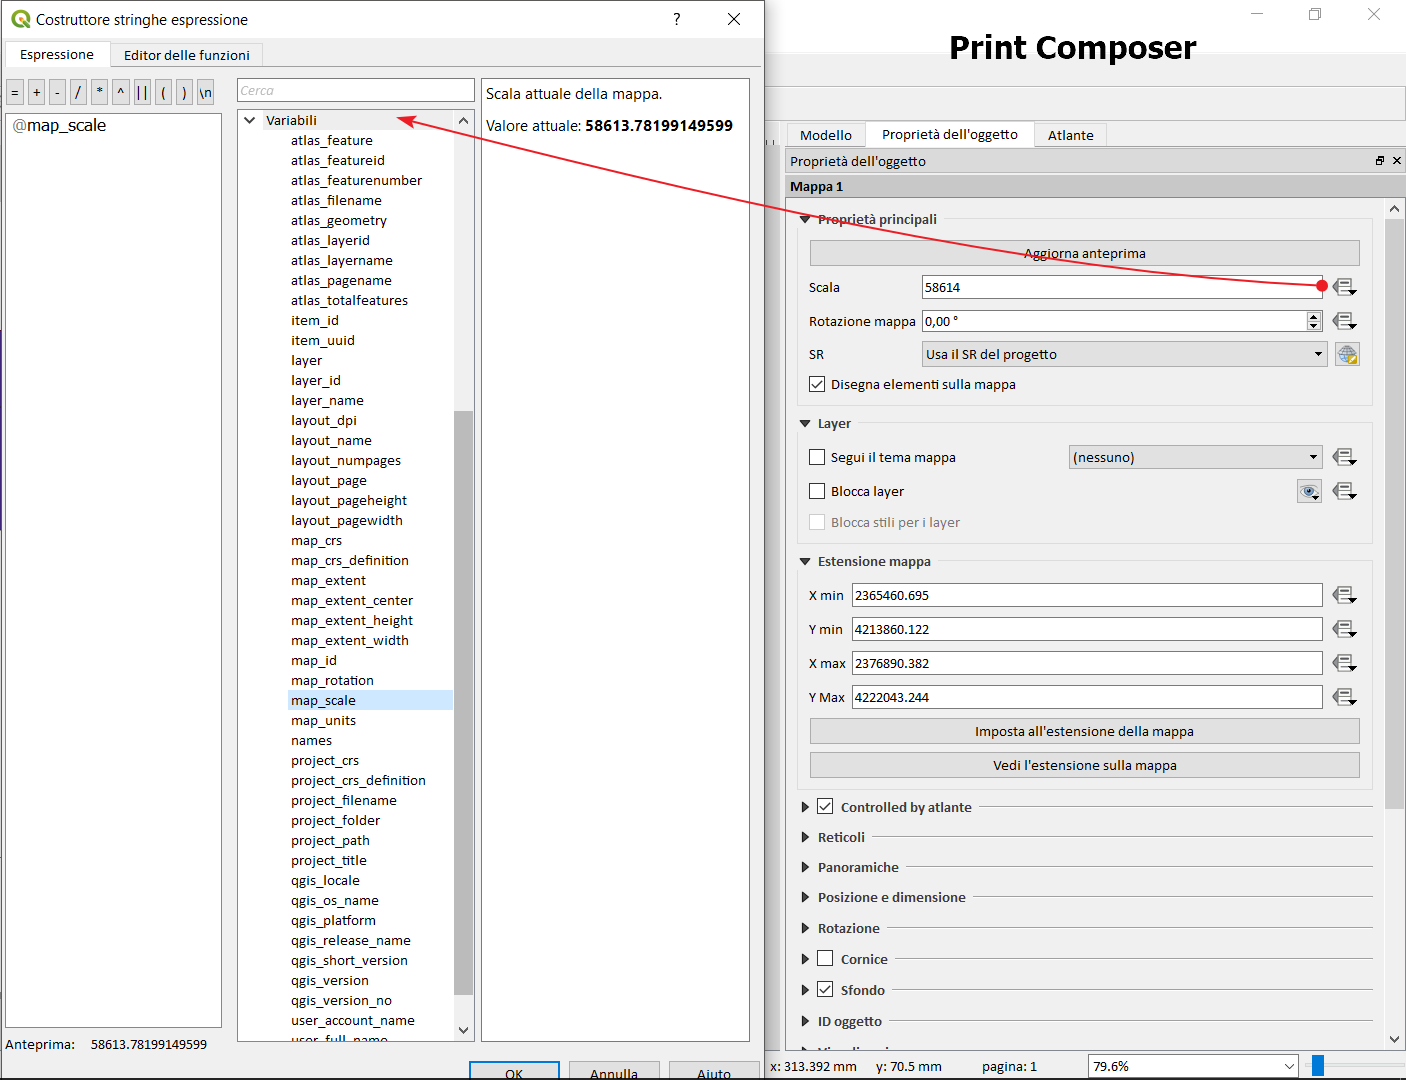 Costruttore stringhe espressione
?
Espressione
Editor delle funzioni
= + - / * ^ || ( ) \n
@map_scale
Cerca
Variabili
atlas_feature
atlas_featureid
atlas_featurenumber
atlas_filename
atlas_geometry
atlas_layerid
atlas_layername
atlas_pagename
atlas_totalfeatures
item_id
item_uuid
layer
layer_id
layer_name
layout_dpi
layout_name
layout_numpages
layout_page
layout_pageheight
layout_pagewidth
map_crs
map_crs_definition
map_extent
map_extent_center
map_extent_height
map_extent_width
map_id
map_rotation
map_scale
map_units
names
project_crs
project_crs_definition
project_filename
project_folder
project_path
project_title
qgis_locale
qgis_os_name
qgis_platform
qgis_release_name
qgis_short_version
qgis_version
qgis_version_no
user_account_name
user_full_name
Scala attuale della mappa.
Valore attuale: 58613.78199149599
Anteprima: 58613.78199149599
OK
Annulla
Aiuto
Print Composer
Modello
Proprietà dell'oggetto
Atlante
Proprietà dell'oggetto
Mappa 1
Proprietà principali
Aggiorna anteprima
Scala 58614
Rotazione mappa 0,00 °
SR Usa il SR del progetto
Disegna elementi sulla mappa
Layer
Segui il tema mappa (nessuno)
Blocca layer
Blocca stili per i layer
Estensione mappa
X min 2365460.695
Y min 4213860.122
X max 2376890.382
Y Max 4222043.244
Imposta all'estensione della mappa
Vedi l'estensione sulla mappa
Controlled by atlante
Reticoli
Panoramiche
Posizione e dimensione
Rotazione
Cornice
Sfondo
ID oggetto
x: 313.392 mm y: 70.5 mm pagina: 1 79.6%